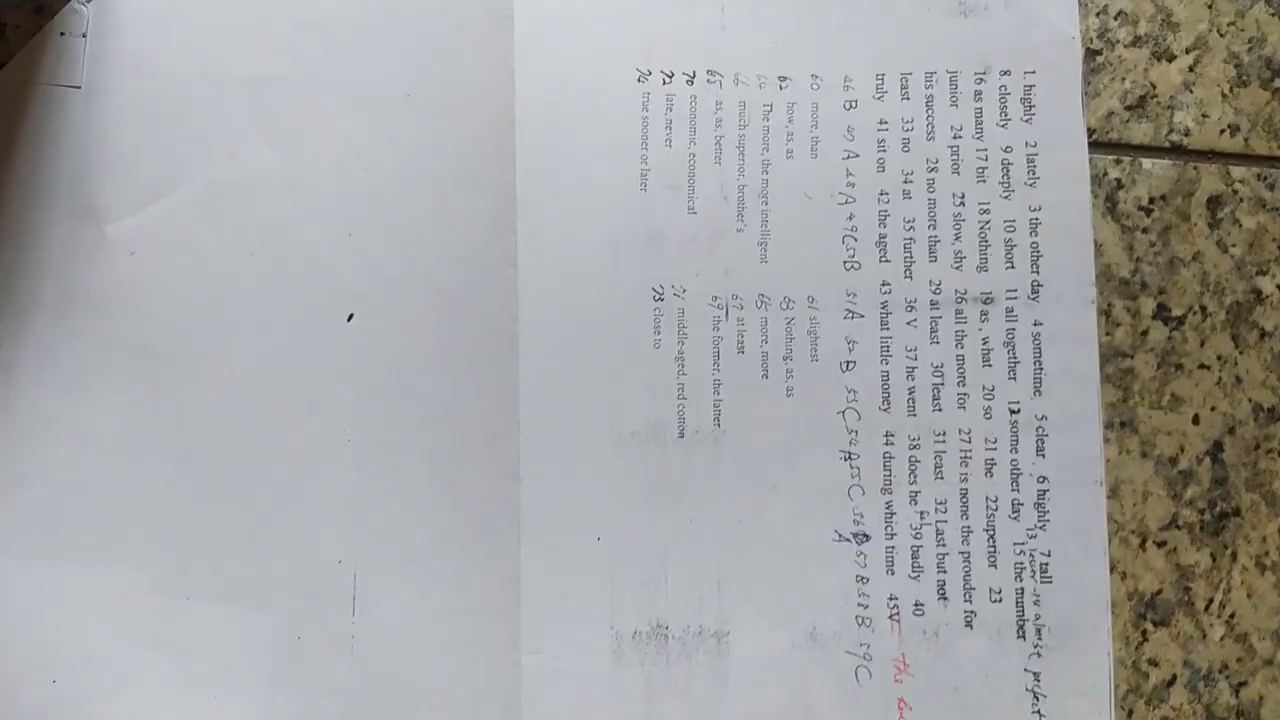 1. highly 2 lately 3 the other day 4 sometime, 5 clear 6 highly 7 tall
13. lesser 14 almost perfect
8. closely 9 deeply 10 short 11 all together 12 some other day 15 the number
16 as many 17 bit 18 Nothing 19 as , what 20 so 21 the 22superior 23
junior 24 prior 25 slow, shy 26 all the more for 27 He is none the prouder for
his success 28 no more than 29 at least 30 least 31 least 32 Last but not
least 33 no 34 at 35 further 36 V 37 he went 38 does he 39 badly 40
truly 41 sit on 42 the aged 43 what little money 44 during which time 45V the
46 B 47 A 48 A 49 C 50 B 51 A 52 B 53 C 54 A 55 C 56 A 57 B 58 B 59 C
60 more, than 61 slightest
62 how, as, as 63 Nothing, as, as
64 The more, the more intelligent 65 more, more
66 much superior, brother's 67 at least
65 as, as, better 69 the former, the latter
70 economic, economical 71 middle-aged, red cotton
72 late, never 73 close to
74 true sooner or later